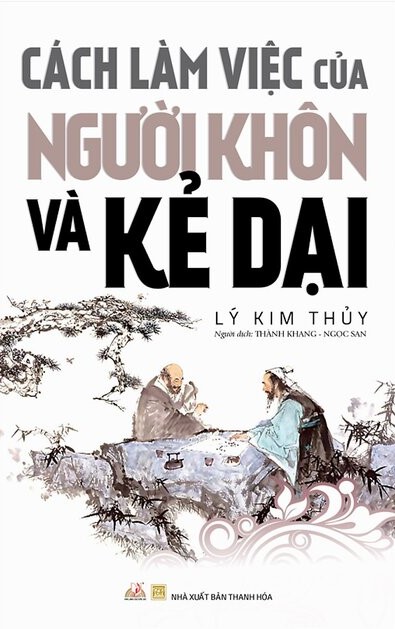 CÁCH LÀM VIỆC CỦA
NGƯỜI KHÔN
VÀ KẺ DẠI
LÝ KIM THỦY
Người dịch: THÀNH KHANG - NGỌC SAN
NHÀ XUẤT BẢN THANH HÓA